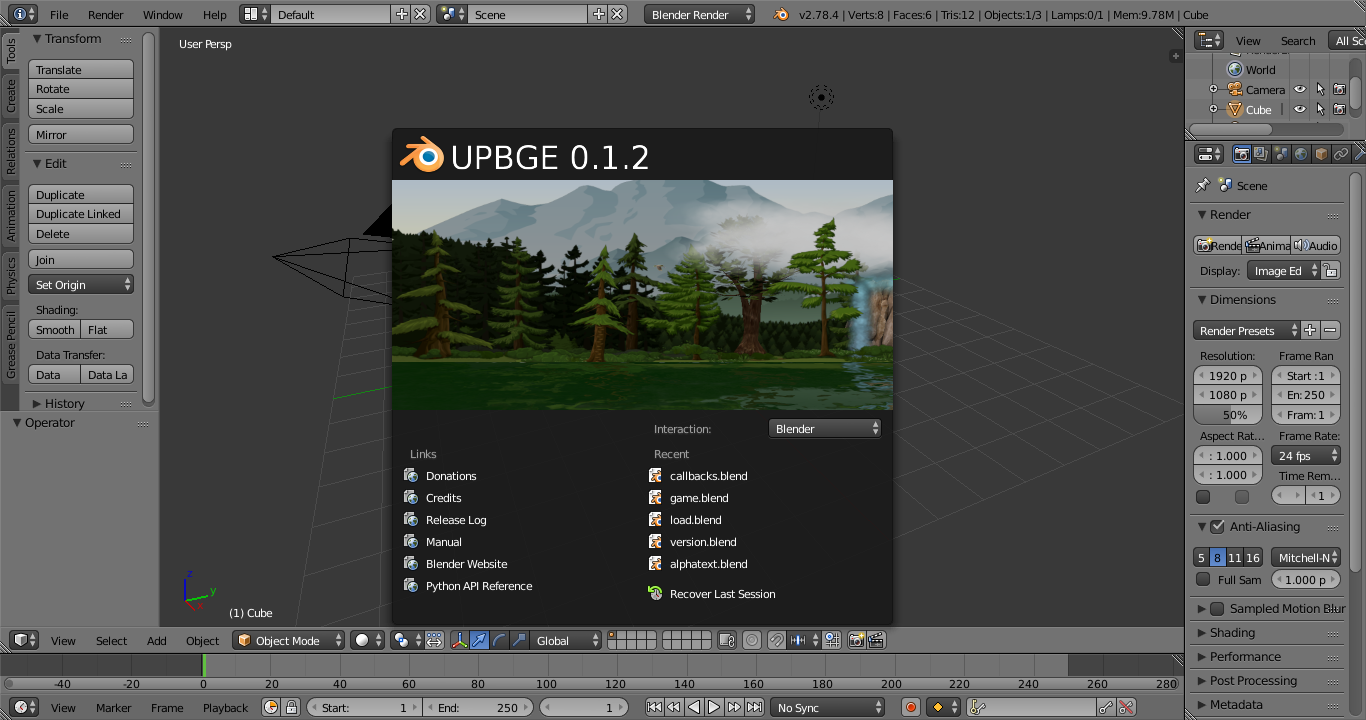 File Render Window Help Default Scene Blender Render v2.78.4 | Verts:8 | Faces:6 | Tris:12 | Objects:1/3 | Lamps:0/1 | Mem:9.78M | Cube
Tools
Create
Relations
Animation
Physics
Grease Pencil
Transform
Translate
Rotate
Scale
Mirror
Edit
Duplicate
Duplicate Linked
Delete
Join
Set Origin
Shading:
Smooth Flat
Data Transfer:
Data Data La
History
Operator
User Persp
UPBGE 0.1.2
Interaction: Blender
Links
Donations
Credits
Release Log
Manual
Blender Website
Python API Reference
Recent
callbacks.blend
game.blend
load.blend
version.blend
alphatext.blend
Recover Last Session
z
y
x
(1) Cube
View Search All Sc
World
Camera
Cube
Scene
Render
Rende Anima Audio
Display: Image Ed
Dimensions
Render Presets
Resolution: Frame Ran
1920 p Start :1
1080 p En: 250
50% Fram: 1
Aspect Rat... Frame Rate:
: 1.000 24 fps
: 1.000 Time Rem...
1
Anti-Aliasing
5 8 11 16 Mitchell-N
Full Sam 1.000 p
Sampled Motion Blur
Shading
Performance
Post Processing
Metadata
View Select Add Object Object Mode Global
-40 -20 0 20 40 60 80 100 120 140 160 180 200 220 240 260 280
View Marker Frame Playback Start: 1 End: 250 1 No Sync